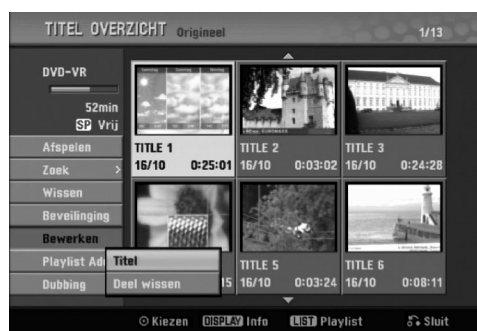 TITEL OVERZICHT Origineel 1/13
DVD-VR
52min
SP Vrij
Afspelen
Zoek >
Wissen
Beveilinging
Bewerken
Playlist Add
Dubbing
Titel
Deel wissen
TITLE 1
16/10 0:25:01
TITLE 2
16/10 0:03:02
TITLE 3
16/10 0:24:28
15
TITLE 5
16/10 0:03:24
TITLE 6
16/10 0:08:11
Kiezen DISPLAY Info LIST Playlist Sluit